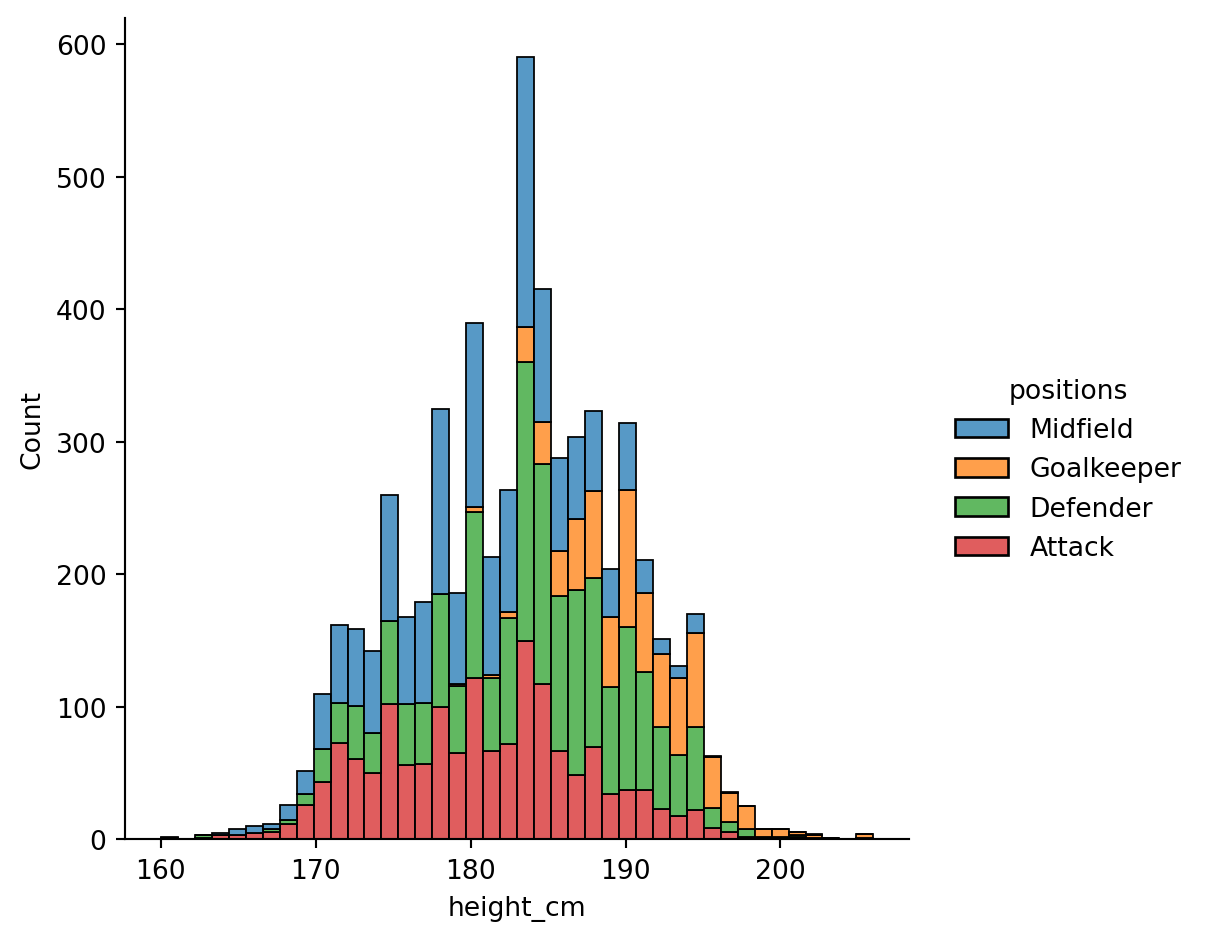 600
500
400
300
200
100
0
Count
160 170 180 190 200
height_cm
positions
Midfield
Goalkeeper
Defender
Attack